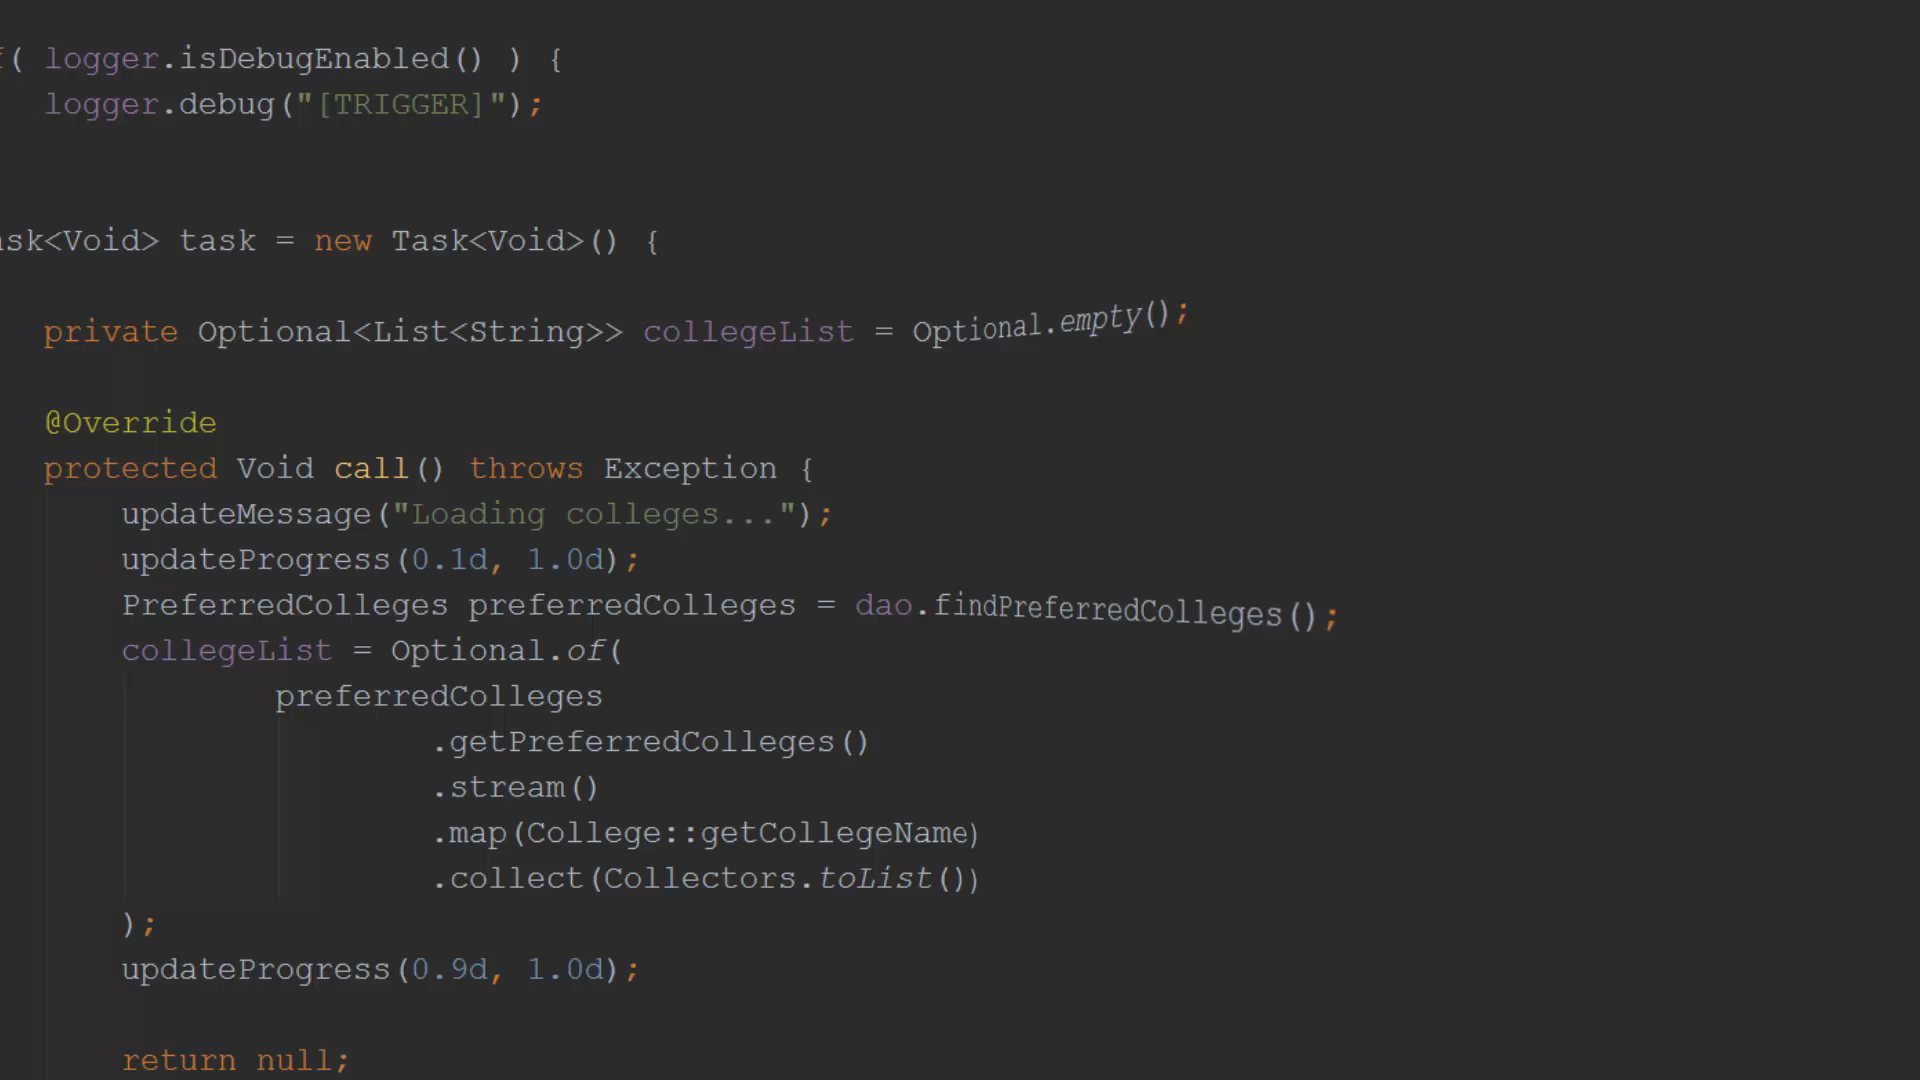 f( logger.isDebugEnabled() ) {
logger.debug("[TRIGGER]");
ask<Void> task = new Task<Void>() {
private Optional<List<String>> collegeList = Optional.empty();
@Override
protected Void call() throws Exception {
updateMessage("Loading colleges...");
updateProgress(0.1d, 1.0d);
PreferredColleges preferredColleges = dao.findPreferredColleges();
collegeList = Optional.of(
preferredColleges
.getPreferredColleges()
.stream()
.map(College::getCollegeName)
.collect(Collectors.toList())
);
updateProgress(0.9d, 1.0d);
return null;